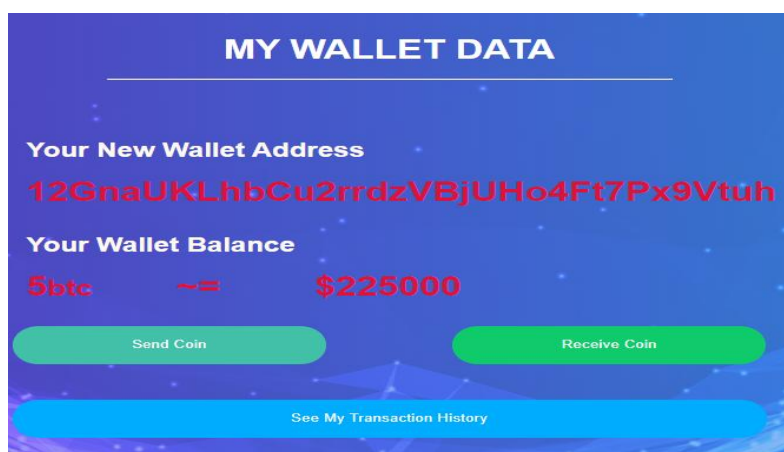 MY WALLET DATA
Your New Wallet Address
12GnaUKLhbCu2rrdzVBjUHo4Ft7Px9Vtuh
Your Wallet Balance
5btc ~= $225000
Send Coin Receive Coin
See My Transaction History